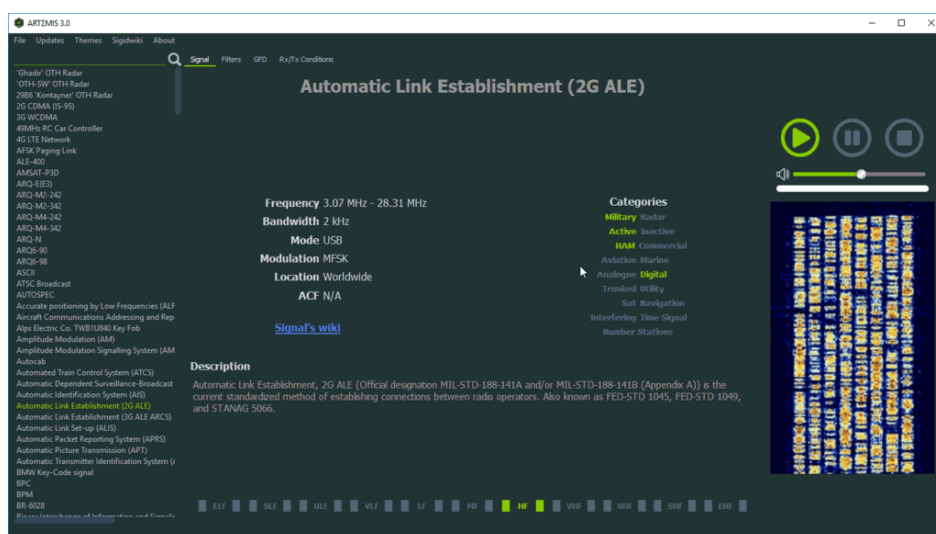 ARTEMIS 3.0
File Updates Themes Sigidwiki About
Signal Filters GFD Rx/Tx Conditions
'Ghadir' OTH Radar
'OTH-SW' OTH Radar
29B6 'Kontayner' OTH Radar
2G CDMA (IS-95)
3G WCDMA
49MHz RC Car Controller
4G LTE Network
AFSK Paging Link
ALE-400
AMSAT-P3D
ARQ-E(E3)
ARQ-M2-242
ARQ-M2-342
ARQ-M4-242
ARQ-M4-342
ARQ-N
ARQ6-90
ARQ6-98
ASCII
ATSC Broadcast
AUTOSPEC
Accurate positioning by Low Frequencies (ALF
Aircraft Communications Addressing and Rep
Alps Electric Co. TWB1U840 Key Fob
Amplitude Modulation (AM)
Amplitude Modulation Signalling System (AM
Autocab
Automated Train Control System (ATCS)
Automatic Dependent Surveillance-Broadcast
Automatic Identification System (AIS)
Automatic Link Establishment (2G ALE)
Automatic Link Establishment (3G ALE ARCS)
Automatic Link Set-up (ALIS)
Automatic Packet Reporting System (APRS)
Automatic Picture Transmission (APT)
Automatic Transmitter Identification System (A
BMW Key-Code signal
BPC
BPM
BR-6028
Binary Interchange of Information and Signalin
Automatic Link Establishment (2G ALE)
Frequency 3.07 MHz - 28.31 MHz
Bandwidth 2 kHz
Mode USB
Modulation MFSK
Location Worldwide
ACF N/A
Signal's wiki
Categories
Military Radar
Active Inactive
HAM Commercial
Aviation Marine
Analogue Digital
Trunked Utility
Sat Navigation
Interfering Time Signal
Number Stations
Description
Automatic Link Establishment, 2G ALE (Official designation MIL-STD-188-141A and/or MIL-STD-188-141B (Appendix A)) is the
current standardized method of establishing connections between radio operators. Also known as FED-STD 1045, FED-STD 1049,
and STANAG 5066.
ELF SLF ULF VLF LF MF HF VHF UHF SHF EHF